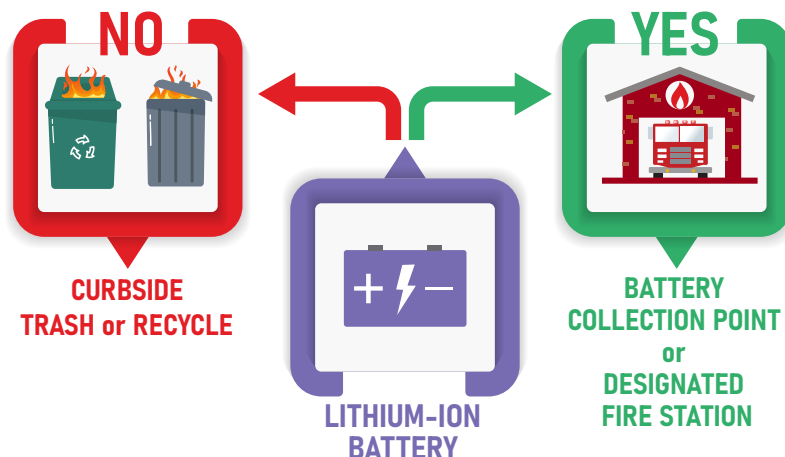 NO
YES
CURBSIDE
TRASH or RECYCLE
LITHIUM-ION
BATTERY
BATTERY
COLLECTION POINT
or
DESIGNATED
FIRE STATION